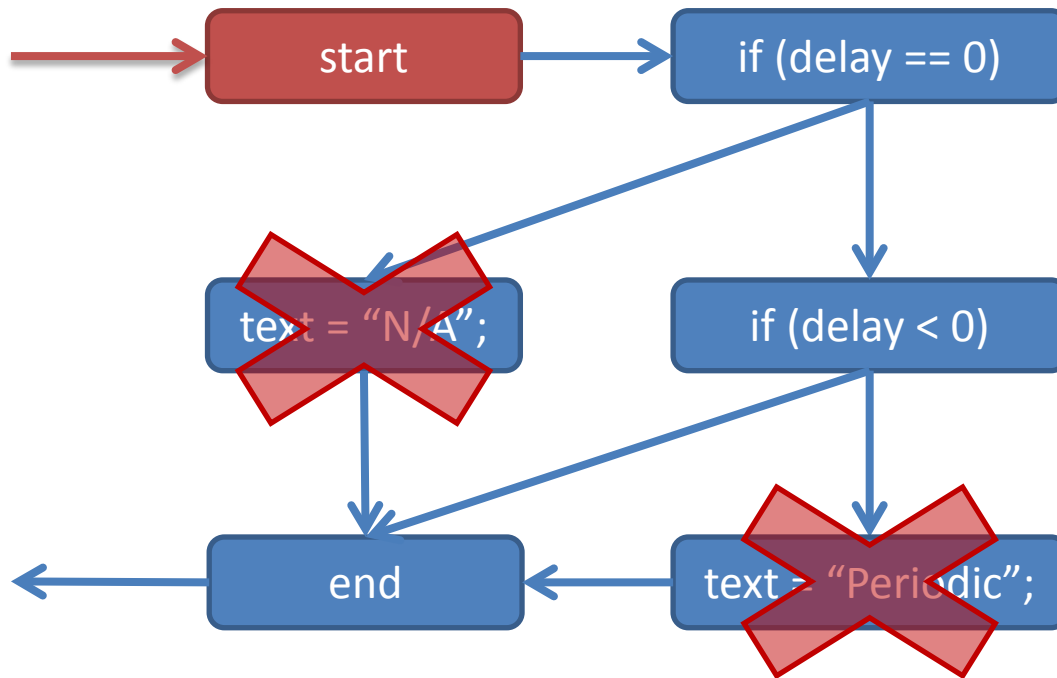 start
if (delay == 0)
text = “N/A”;
if (delay < 0)
end
text = “Periodic”;